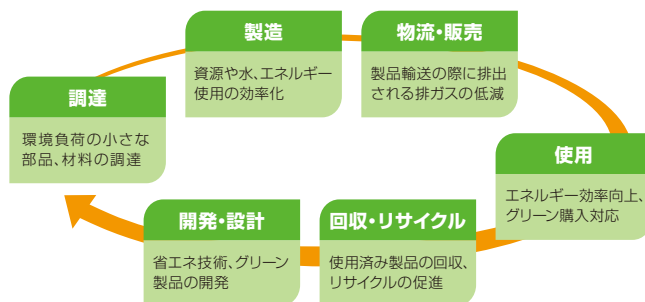 調達
環境負荷の小さな
部品、材料の調達
製造
資源や水、エネルギー
使用の効率化
物流・販売
製品輸送の際に排出
される排ガスの低減
使用
エネルギー効率向上、
グリーン購入対応
回収・リサイクル
使用済み製品の回収、
リサイクルの促進
開発・設計
省エネ技術、グリーン
製品の開発